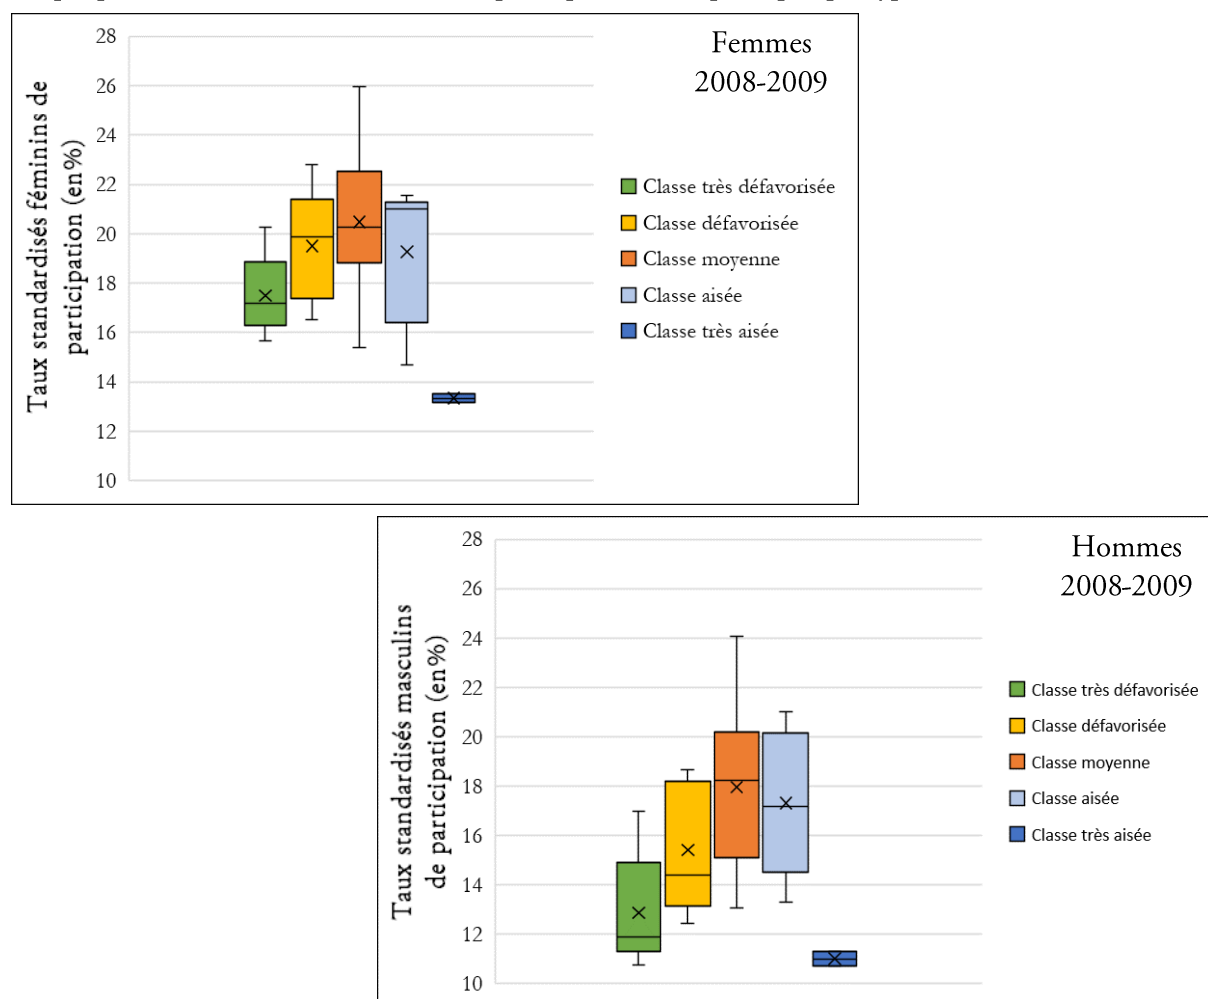 Femmes
2008-2009
Taux standardisés féminins de
participation (en%)
28
26
24
22
20
18
16
14
12
10
Classe très défavorisée
Classe défavorisée
Classe moyenne
Classe aisée
Classe très aisée
Hommes
2008-2009
Taux standardisés masculins
de participation (en%)
28
26
24
22
20
18
16
14
12
10
Classe très défavorisée
Classe défavorisée
Classe moyenne
Classe aisée
Classe très aisée